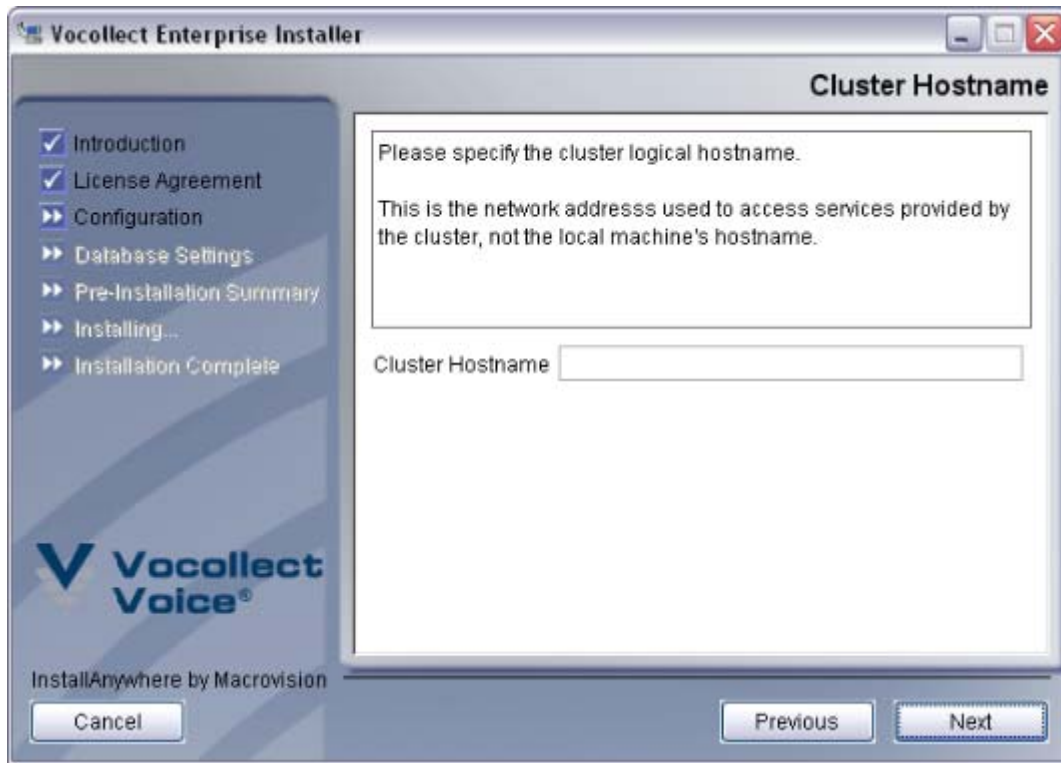 Vocollect Enterprise Installer
Cluster Hostname
Introduction
License Agreement
Configuration
Database Settings
Pre-Installation Summary
Installing...
Installation Complete
Please specify the cluster logical hostname.
This is the network addresss used to access services provided by
the cluster, not the local machine's hostname.
Cluster Hostname
Vocollect
Voice®
InstallAnywhere by Macrovision
Cancel
Previous
Next